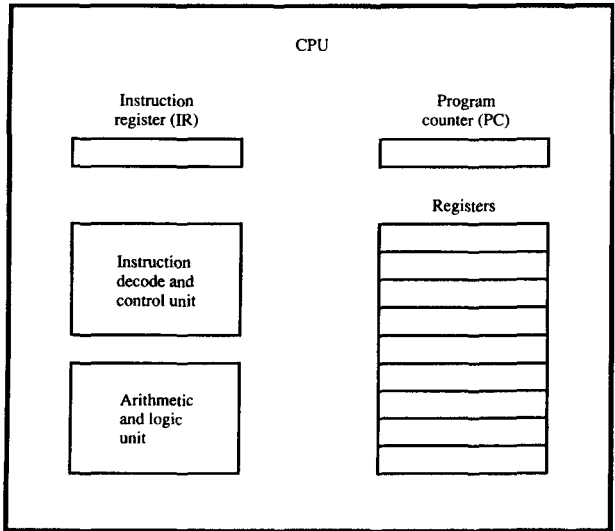 CPU
Instruction
register (IR)
Program
counter (PC)
Registers
Instruction
decode and
control unit
Arithmetic
and logic
unit